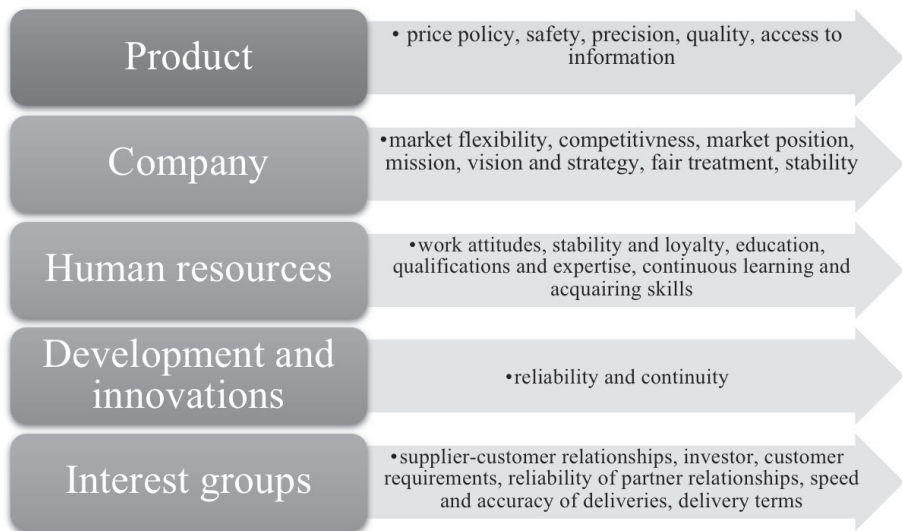 Product
• price policy, safety, precision, quality, access to
information
Company
•market flexibility, competitivness, market position,
mission, vision and strategy, fair treatment, stability
Human resources
•work attitudes, stability and loyalty, education,
qualifications and expertise, continuous learning and
acquairing skills
Development and
innovations
•reliability and continuity
Interest groups
•supplier-customer relationships, investor, customer
requirements, reliability of partner relationships, speed
and accuracy of deliveries, delivery terms